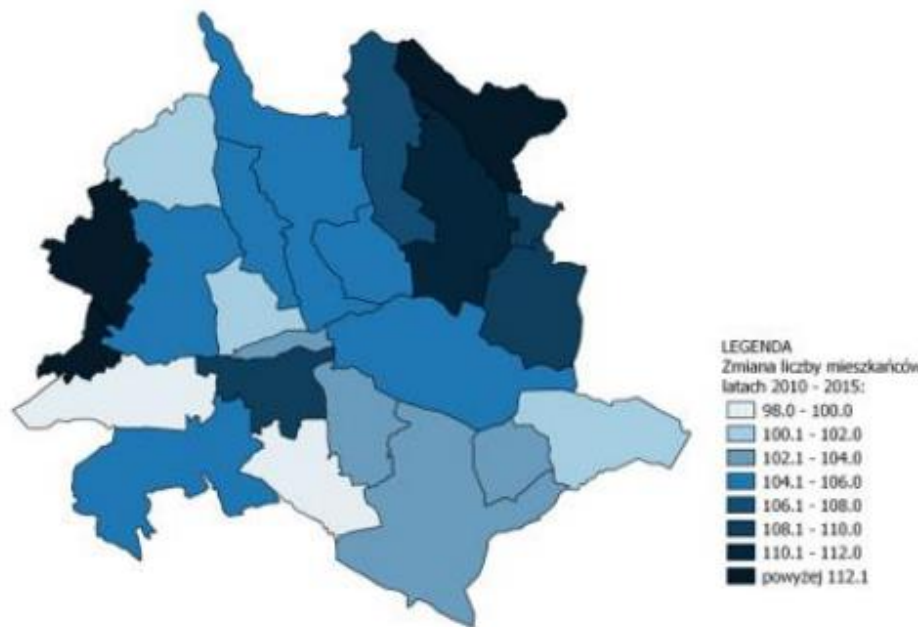 LEGENDA
Zmiana liczby mieszkańców
latach 2010 - 2015:
98.0 - 100.0
100.1 - 102.0
102.1 - 104.0
104.1 - 106.0
106.1 - 108.0
108.1 - 110.0
110.1 - 112.0
powyżej 112.1